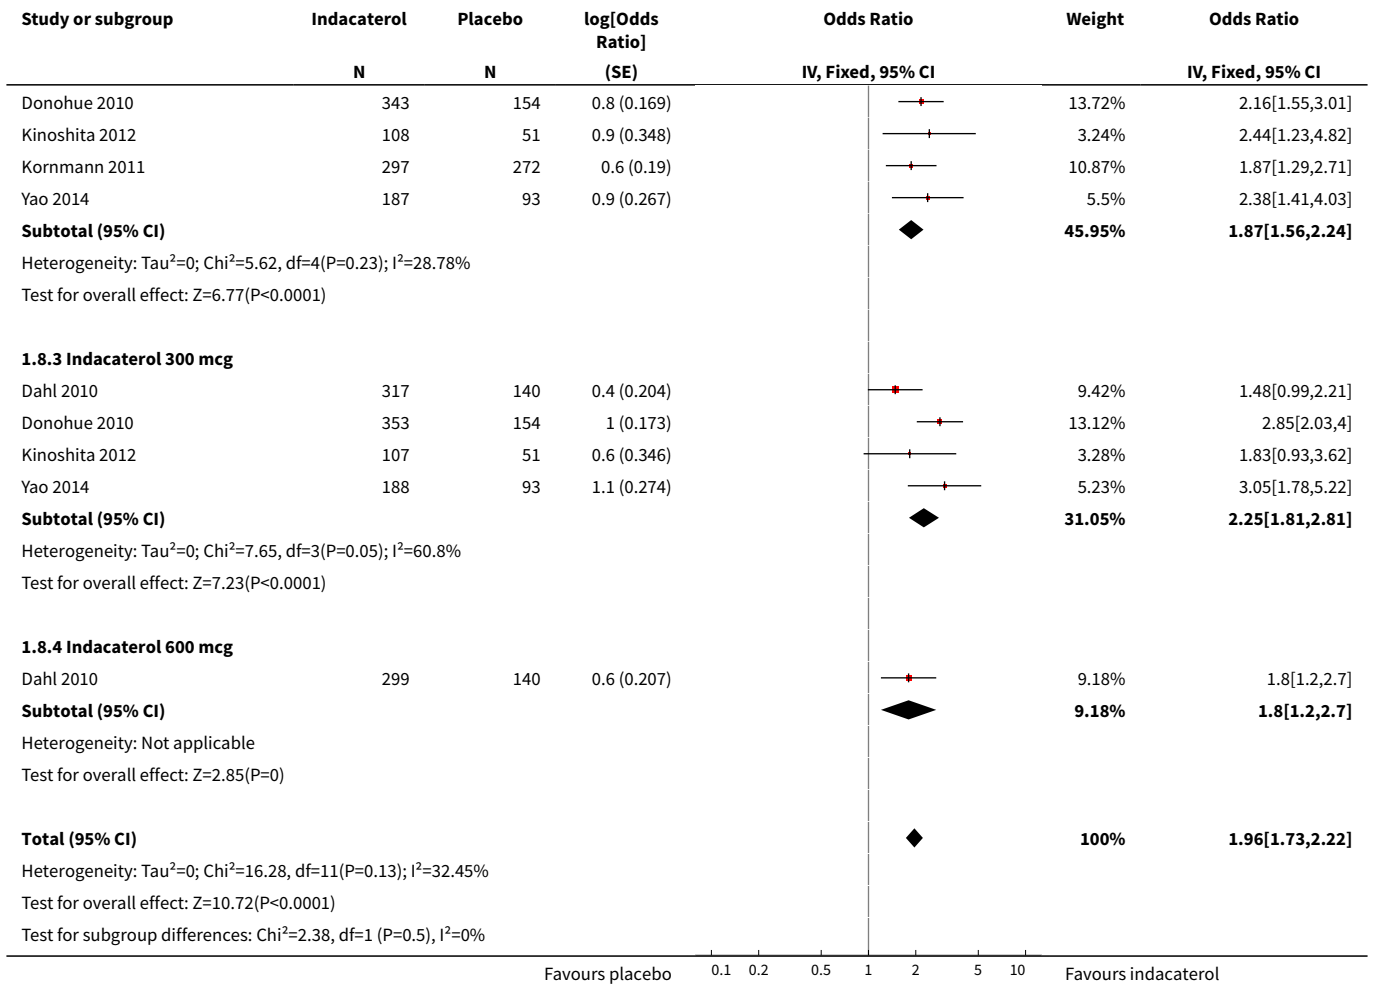 Study or subgroup Indacaterol Placebo log[Odds Ratio] Odds Ratio Weight Odds Ratio
N N (SE) IV, Fixed, 95% CI IV, Fixed, 95% CI
Donohue 2010 343 154 0.8 (0.169) 13.72% 2.16[1.55,3.01]
Kinoshita 2012 108 51 0.9 (0.348) 3.24% 2.44[1.23,4.82]
Kornmann 2011 297 272 0.6 (0.19) 10.87% 1.87[1.29,2.71]
Yao 2014 187 93 0.9 (0.267) 5.5% 2.38[1.41,4.03]
Subtotal (95% CI) 45.95% 1.87[1.56,2.24]
Heterogeneity: Tau²=0; Chi²=5.62, df=4(P=0.23); I²=28.78%
Test for overall effect: Z=6.77(P<0.0001)
1.8.3 Indacaterol 300 mcg
Dahl 2010 317 140 0.4 (0.204) 9.42% 1.48[0.99,2.21]
Donohue 2010 353 154 1 (0.173) 13.12% 2.85[2.03,4]
Kinoshita 2012 107 51 0.6 (0.346) 3.28% 1.83[0.93,3.62]
Yao 2014 188 93 1.1 (0.274) 5.23% 3.05[1.78,5.22]
Subtotal (95% CI) 31.05% 2.25[1.81,2.81]
Heterogeneity: Tau²=0; Chi²=7.65, df=3(P=0.05); I²=60.8%
Test for overall effect: Z=7.23(P<0.0001)
1.8.4 Indacaterol 600 mcg
Dahl 2010 299 140 0.6 (0.207) 9.18% 1.8[1.2,2.7]
Subtotal (95% CI) 9.18% 1.8[1.2,2.7]
Heterogeneity: Not applicable
Test for overall effect: Z=2.85(P=0)
Total (95% CI) 100% 1.96[1.73,2.22]
Heterogeneity: Tau²=0; Chi²=16.28, df=11(P=0.13); I²=32.45%
Test for overall effect: Z=10.72(P<0.0001)
Test for subgroup differences: Chi²=2.38, df=1 (P=0.5), I²=0%
Favours placebo 0.1 0.2 0.5 1 2 5 10 Favours indacaterol